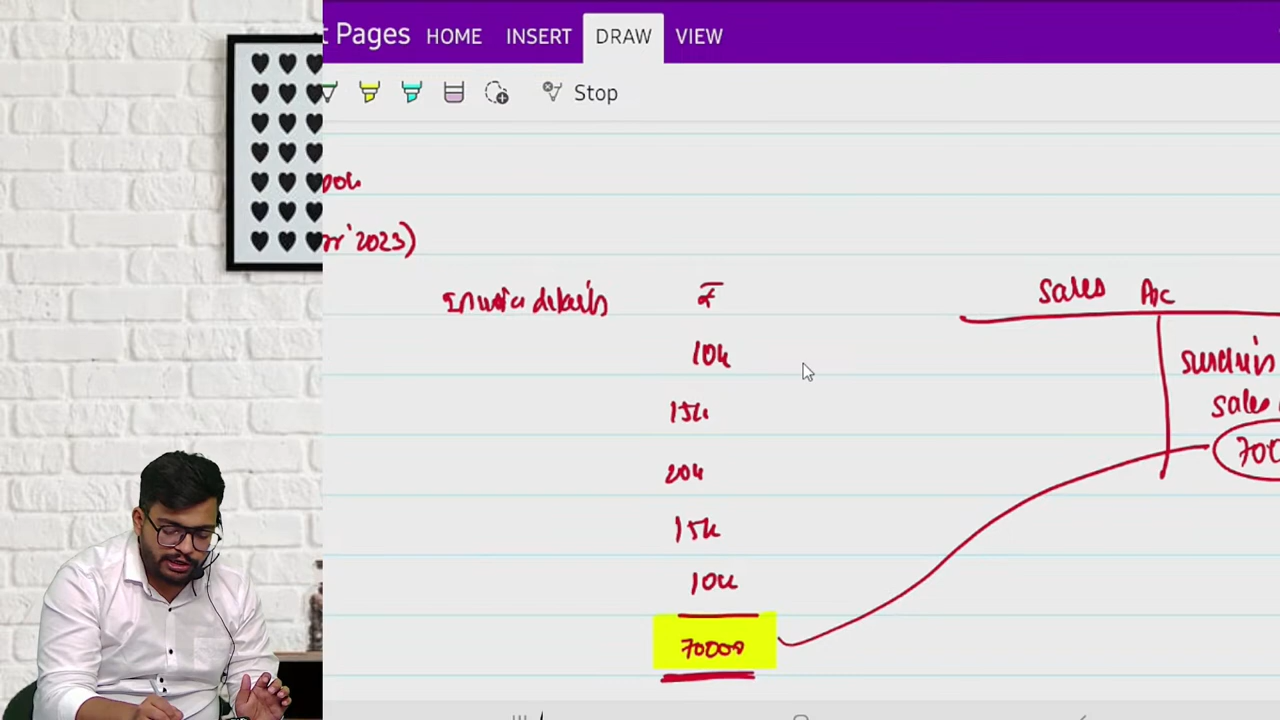 t Pages HOME INSERT DRAW VIEW
Stop
ook
r'2023)
Invoice details ₹
Sales A/c
10k
Sundries
15k
sales
700
20k
15k
10k
70000